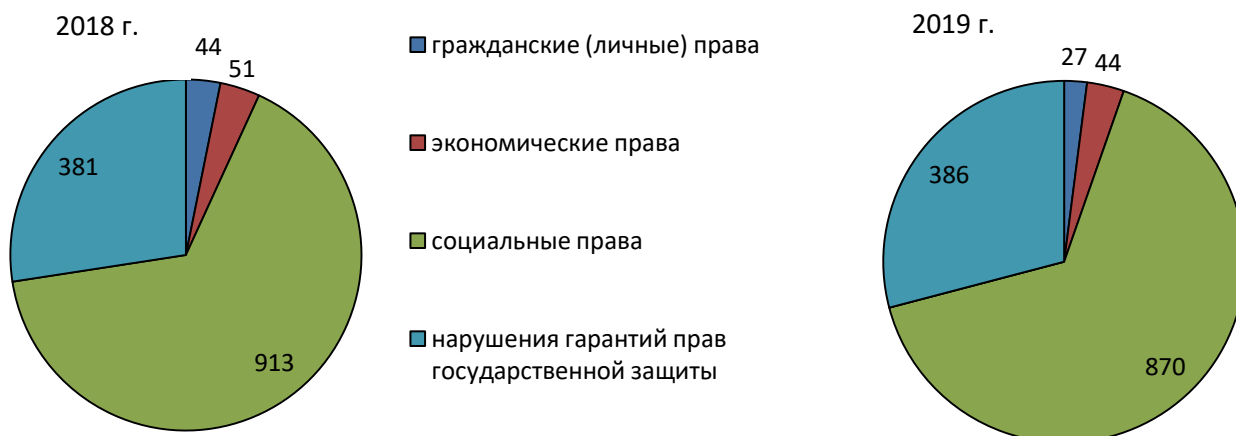 2018 г.
44
51
381
913
гражданские (личные) права
экономические права
социальные права
нарушения гарантий прав
государственной защиты
2019 г.
27
44
386
870